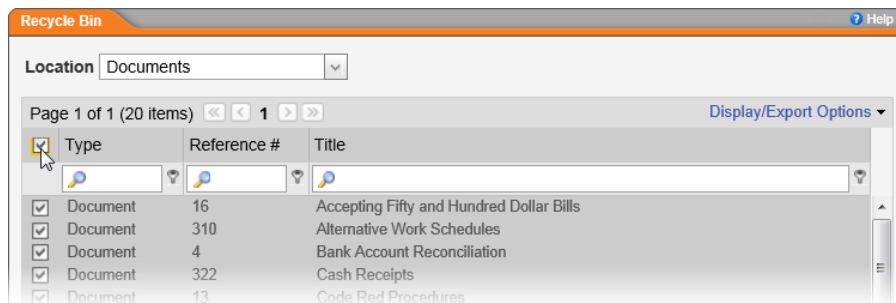 Recycle Bin Help
Location Documents
Page 1 of 1 (20 items) 1 Display/Export Options
Type Reference # Title
Document 16 Accepting Fifty and Hundred Dollar Bills
Document 310 Alternative Work Schedules
Document 4 Bank Account Reconciliation
Document 322 Cash Receipts
Document 13 Code Red Procedures